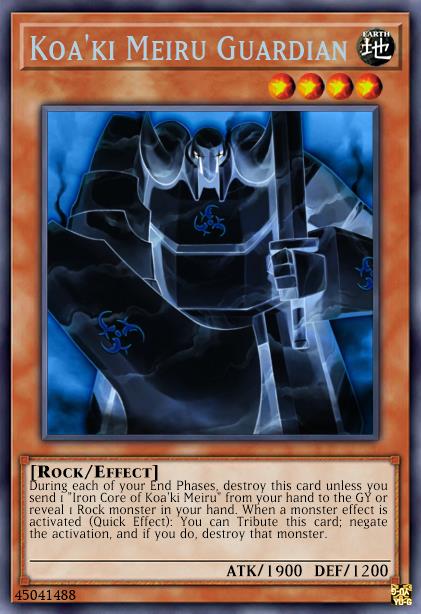 KOA'KI MEIRU GUARDIAN
EARTH
地
[ROCK/EFFECT]
During each of your End Phases, destroy this card unless you
send 1 "Iron Core of Koa'ki Meiru" from your hand to the GY or
reveal 1 Rock monster in your hand. When a monster effect is
activated (Quick Effect): You can Tribute this card; negate
the activation, and if you do, destroy that monster.
ATK/1900 DEF/1200
45041488